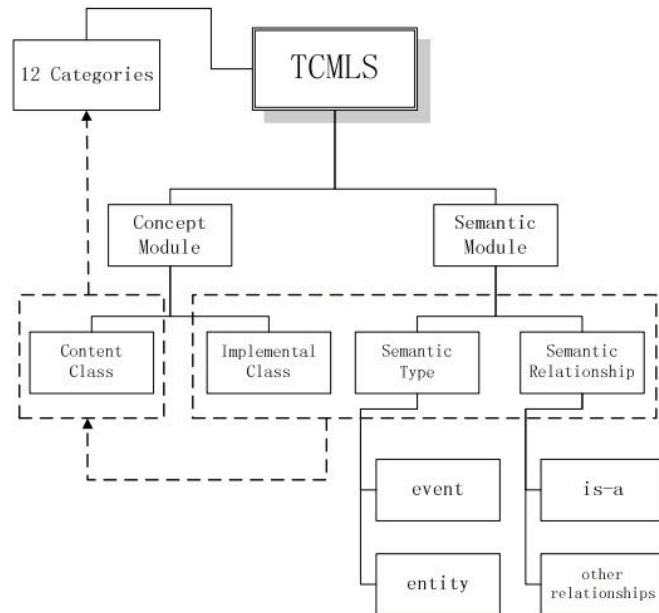 TCMLS
12 Categories
Concept
Module
Semantic
Module
Content
Class
Implemental
Class
Semantic
Type
Semantic
Relationship
event
is-a
entity
other
relationships